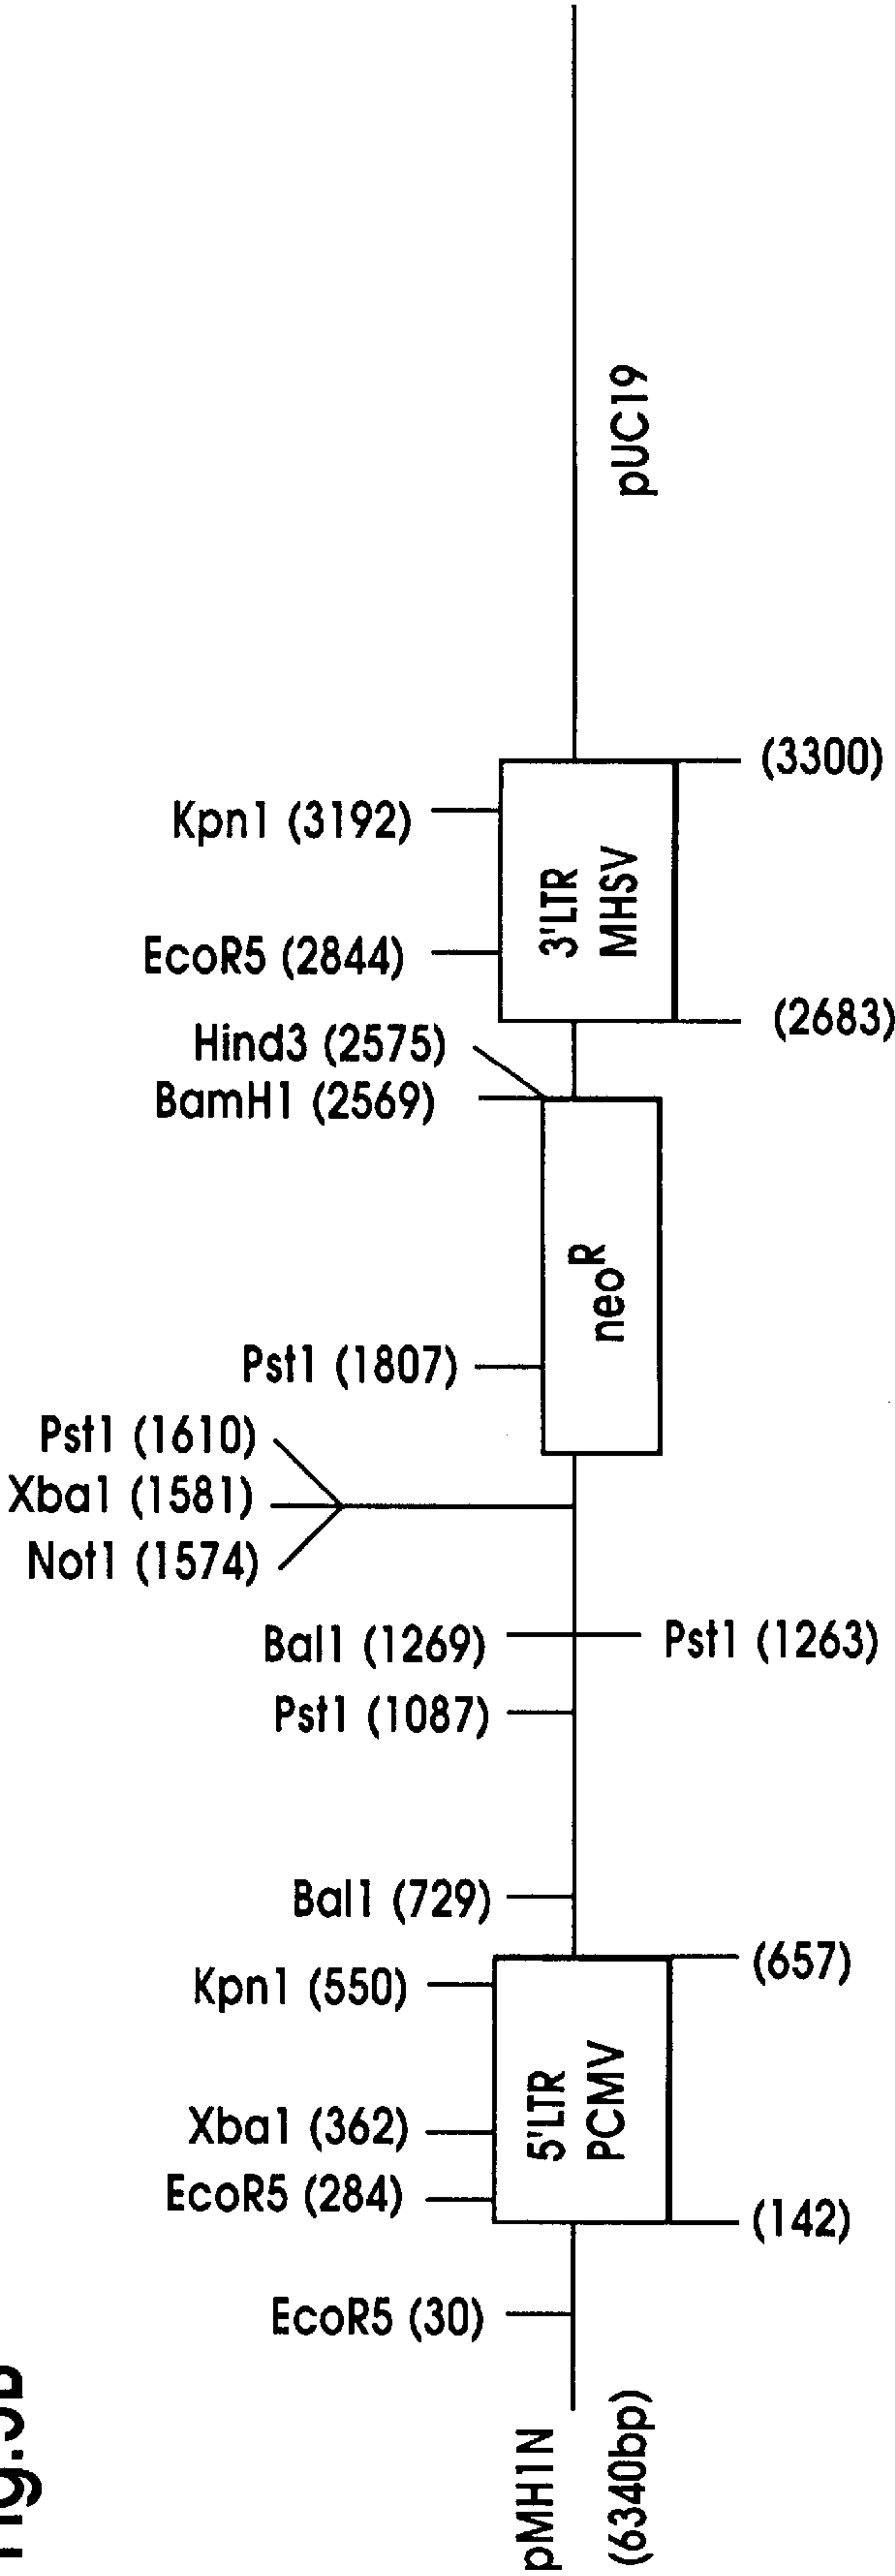 pUC19
Kpn1 (3192)
(3300)
3'LTR
MHSV
EcoR5 (2844)
(2683)
Hind3 (2575)
BamH1 (2569)
neoR
Pst1 (1807)
Pst1 (1610)
Xba1 (1581)
Not1 (1574)
Bal1 (1269)
Pst1 (1263)
Pst1 (1087)
Bal1 (729)
(657)
Kpn1 (550)
5'LTR
PCMV
Xba1 (362)
EcoR5 (284)
(142)
EcoR5 (30)
pMH1N
(6340bp)